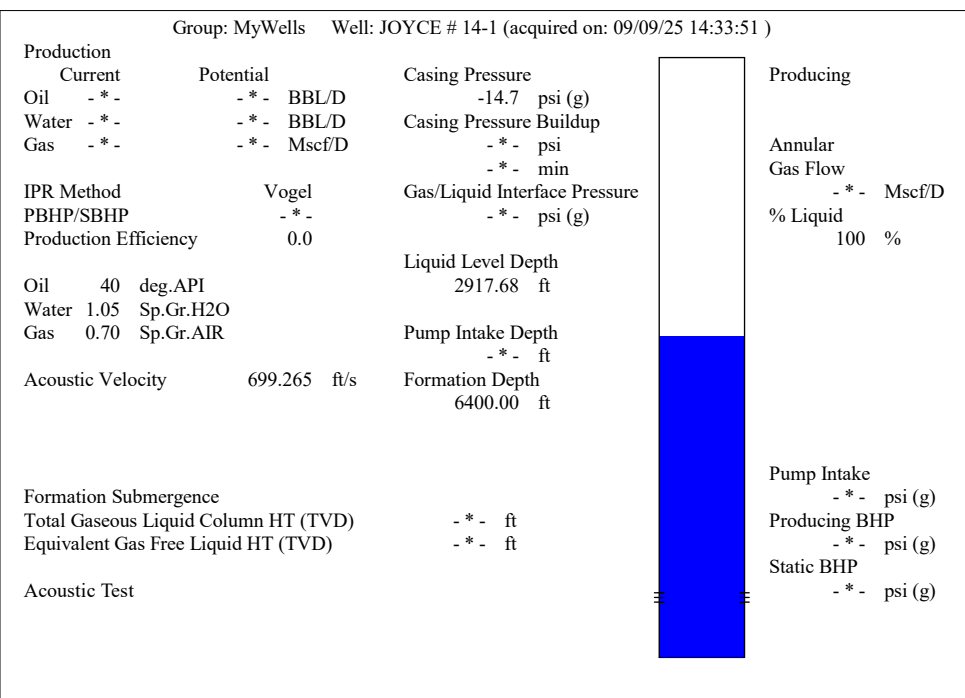 Group: MyWells Well: JOYCE # 14-1 (acquired on: 09/09/25 14:33:51 )
Production
Current Potential
Oil - * - - * - BBL/D
Water - * - - * - BBL/D
Gas - * - - * - Mscf/D
IPR Method Vogel
PBHP/SBHP - * -
Production Efficiency 0.0
Oil 40 deg.API
Water 1.05 Sp.Gr.H2O
Gas 0.70 Sp.Gr.AIR
Acoustic Velocity 699.265 ft/s
Formation Submergence
Total Gaseous Liquid Column HT (TVD) - * - ft
Equivalent Gas Free Liquid HT (TVD) - * - ft
Acoustic Test
Casing Pressure
-14.7 psi (g)
Casing Pressure Buildup
- * - psi
- * - min
Gas/Liquid Interface Pressure
- * - psi (g)
Liquid Level Depth
2917.68 ft
Pump Intake Depth
- * - ft
Formation Depth
6400.00 ft
Producing
Annular
Gas Flow
- * - Mscf/D
% Liquid
100 %
Pump Intake
- * - psi (g)
Producing BHP
- * - psi (g)
Static BHP
- * - psi (g)